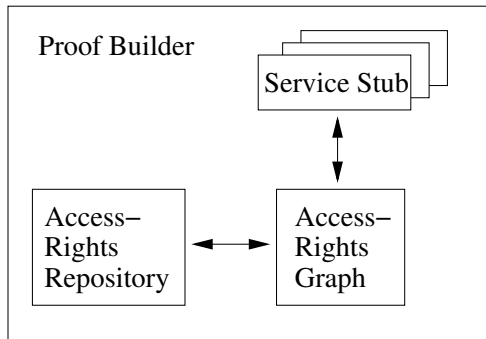 Proof Builder
Service Stub
Access–
Rights
Repository
Access–
Rights
Graph